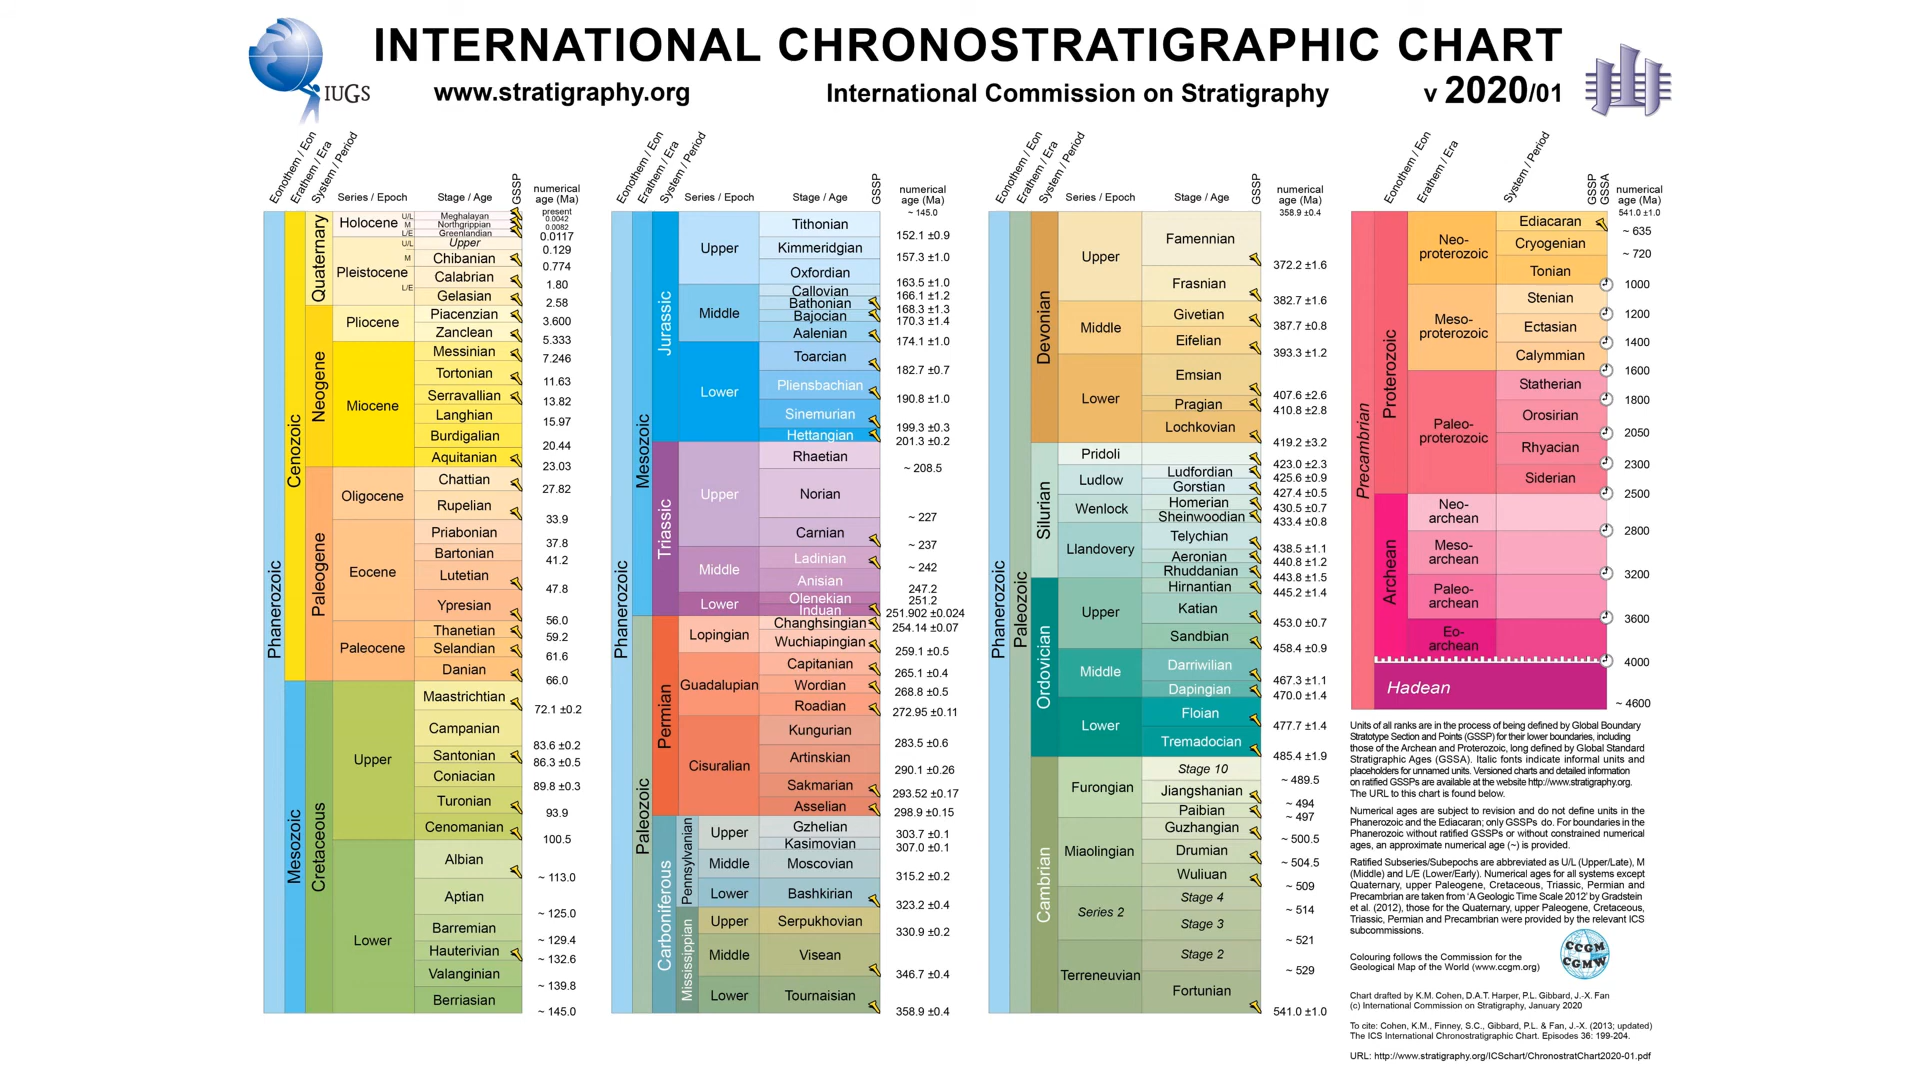 INTERNATIONAL CHRONOSTRATIGRAPHIC CHART
IUGS
www.stratigraphy.org
International Commission on Stratigraphy
v 2020/01
Eonothem / Eon
Erathem / Era
System / Period
Series / Epoch
Stage / Age
GSSP
numerical
age (Ma)
Phanerozoic
Cenozoic
Quaternary
Holocene
U/L
Meghalayan
M
Northgrippian
L/E
Greenlandian
present
0.0042
0.0082
0.0117
Pleistocene
U/L
Upper
0.129
M
Chibanian
0.774
L/E
Calabrian
1.80
Gelasian
2.58
Neogene
Pliocene
Piacenzian
3.600
Zanclean
5.333
Miocene
Messinian
7.246
Tortonian
11.63
Serravallian
13.82
Langhian
15.97
Burdigalian
20.44
Aquitanian
23.03
Paleogene
Oligocene
Chattian
27.82
Rupelian
33.9
Eocene
Priabonian
37.8
Bartonian
41.2
Lutetian
47.8
Ypresian
56.0
Paleocene
Thanetian
59.2
Selandian
61.6
Danian
66.0
Mesozoic
Cretaceous
Upper
Maastrichtian
72.1 ±0.2
Campanian
83.6 ±0.2
Santonian
86.3 ±0.5
Coniacian
89.8 ±0.3
Turonian
93.9
Cenomanian
100.5
Lower
Albian
~ 113.0
Aptian
~ 125.0
Barremian
~ 129.4
Hauterivian
~ 132.6
Valanginian
~ 139.8
Berriasian
~ 145.0
Eonothem / Eon
Erathem / Era
System / Period
Series / Epoch
Stage / Age
GSSP
numerical
age (Ma)
~ 145.0
Phanerozoic
Mesozoic
Jurassic
Upper
Tithonian
152.1 ±0.9
Kimmeridgian
157.3 ±1.0
Oxfordian
163.5 ±1.0
Middle
Callovian
166.1 ±1.2
Bathonian
168.3 ±1.3
Bajocian
170.3 ±1.4
Aalenian
174.1 ±1.0
Lower
Toarcian
182.7 ±0.7
Pliensbachian
190.8 ±1.0
Sinemurian
199.3 ±0.3
Hettangian
201.3 ±0.2
Triassic
Upper
Rhaetian
~ 208.5
Norian
~ 227
Carnian
~ 237
Middle
Ladinian
~ 242
Anisian
247.2
Lower
Olenekian
251.2
Induan
251.902 ±0.024
Paleozoic
Permian
Lopingian
Changhsingian
254.14 ±0.07
Wuchiapingian
259.1 ±0.5
Guadalupian
Capitanian
265.1 ±0.4
Wordian
268.8 ±0.5
Roadian
272.95 ±0.11
Cisuralian
Kungurian
283.5 ±0.6
Artinskian
290.1 ±0.26
Sakmarian
293.52 ±0.17
Asselian
298.9 ±0.15
Carboniferous
Pennsylvanian
Upper
Gzhelian
303.7 ±0.1
Kasimovian
307.0 ±0.1
Middle
Moscovian
315.2 ±0.2
Lower
Bashkirian
323.2 ±0.4
Mississippian
Upper
Serpukhovian
330.9 ±0.2
Middle
Visean
346.7 ±0.4
Lower
Tournaisian
358.9 ±0.4
Eonothem / Eon
Erathem / Era
System / Period
Series / Epoch
Stage / Age
GSSP
numerical
age (Ma)
358.9 ±0.4
Phanerozoic
Paleozoic
Devonian
Upper
Famennian
372.2 ±1.6
Frasnian
382.7 ±1.6
Middle
Givetian
387.7 ±0.8
Eifelian
393.3 ±1.2
Lower
Emsian
407.6 ±2.6
Pragian
410.8 ±2.8
Lochkovian
419.2 ±3.2
Silurian
Pridoli
423.0 ±2.3
Ludlow
Ludfordian
425.6 ±0.9
Gorstian
427.4 ±0.5
Wenlock
Homerian
430.5 ±0.7
Sheinwoodian
433.4 ±0.8
Llandovery
Telychian
438.5 ±1.1
Aeronian
440.8 ±1.2
Rhuddanian
443.8 ±1.5
Ordovician
Upper
Hirnantian
445.2 ±1.4
Katian
453.0 ±0.7
Sandbian
458.4 ±0.9
Middle
Darriwilian
467.3 ±1.1
Dapingian
470.0 ±1.4
Lower
Floian
477.7 ±1.4
Tremadocian
485.4 ±1.9
Cambrian
Furongian
Stage 10
~ 489.5
Jiangshanian
~ 494
Paibian
~ 497
Miaolingian
Guzhangian
~ 500.5
Drumian
~ 504.5
Wuliuan
~ 509
Series 2
Stage 4
~ 514
Stage 3
~ 521
Terreneuvian
Stage 2
~ 529
Fortunian
541.0 ±1.0
Eonothem / Eon
Erathem / Era
System / Period
GSSP
GSSA
numerical
age (Ma)
541.0 ±1.0
Precambrian
Proterozoic
Neo-
proterozoic
Ediacaran
~ 635
Cryogenian
~ 720
Tonian
1000
Meso-
proterozoic
Stenian
1200
Ectasian
1400
Calymmian
1600
Paleo-
proterozoic
Statherian
1800
Orosirian
2050
Rhyacian
2300
Siderian
2500
Archean
Neo-
archean
2800
Meso-
archean
3200
Paleo-
archean
3600
Eo-
archean
4000
Hadean
~ 4600
Units of all ranks are in the process of being defined by Global Boundary
Stratotype Section and Points (GSSP) for their lower boundaries, including
those of the Archean and Proterozoic, long defined by Global Standard
Stratigraphic Ages (GSSA). Italic fonts indicate informal units and
placeholders for unnamed units. Versioned charts and detailed information
on ratified GSSPs are available at the website http://www.stratigraphy.org.
The URL to this chart is found below.
Numerical ages are subject to revision and do not define units in the
Phanerozoic and the Ediacaran; only GSSPs do. For boundaries in the
Phanerozoic without ratified GSSPs or without constrained numerical
ages, an approximate numerical age (~) is provided.
Ratified Subseries/Subepochs are abbreviated as U/L (Upper/Late), M
(Middle) and L/E (Lower/Early). Numerical ages for all systems except
Quaternary, upper Paleogene, Cretaceous, Triassic, Permian and
Precambrian are taken from 'A Geologic Time Scale 2012' by Gradstein
et al. (2012), those for the Quaternary, upper Paleogene, Cretaceous,
Triassic, Permian and Precambrian were provided by the relevant ICS
subcommissions.
Colouring follows the Commission for the
Geological Map of the World (www.ccgm.org)
CCGM
CGMW
Chart drafted by K.M. Cohen, D.A.T. Harper, P.L. Gibbard, J.-X. Fan
(c) International Commission on Stratigraphy, January 2020
To cite: Cohen, K.M., Finney, S.C., Gibbard, P.L. & Fan, J.-X. (2013; updated)
The ICS International Chronostratigraphic Chart. Episodes 36: 199-204.
URL: http://www.stratigraphy.org/ICSchart/ChronostratChart2020-01.pdf